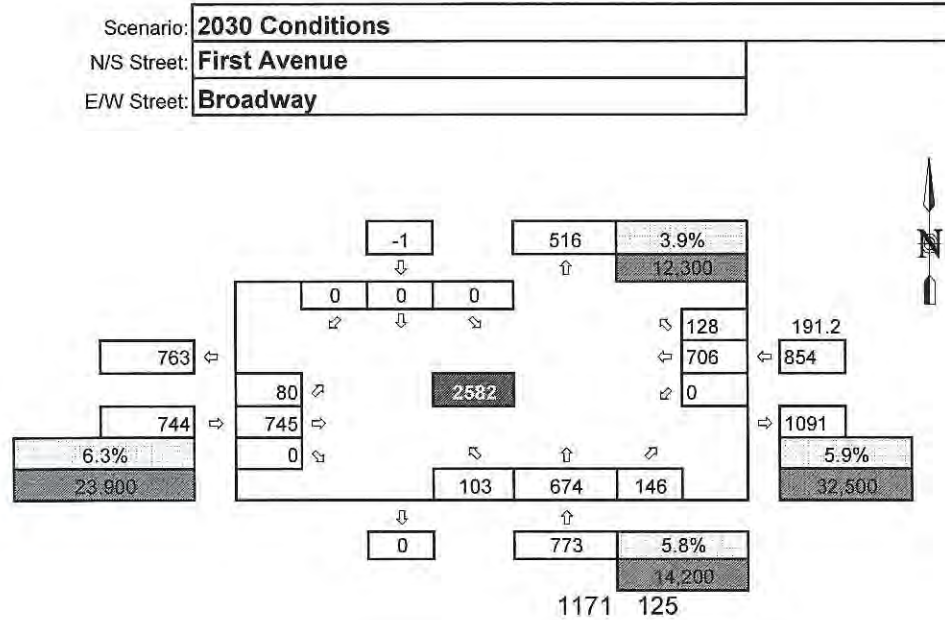 Scenario: 2030 Conditions
N/S Street: First Avenue
E/W Street: Broadway
N
-1 516 3.9%
12,300
0 0 0
128 191.2
763 706 854
80 2582 0
744 745 1091
6.3% 0 5.9%
23,900 103 674 146 32,500
0 773 5.8%
14,200
1171 125